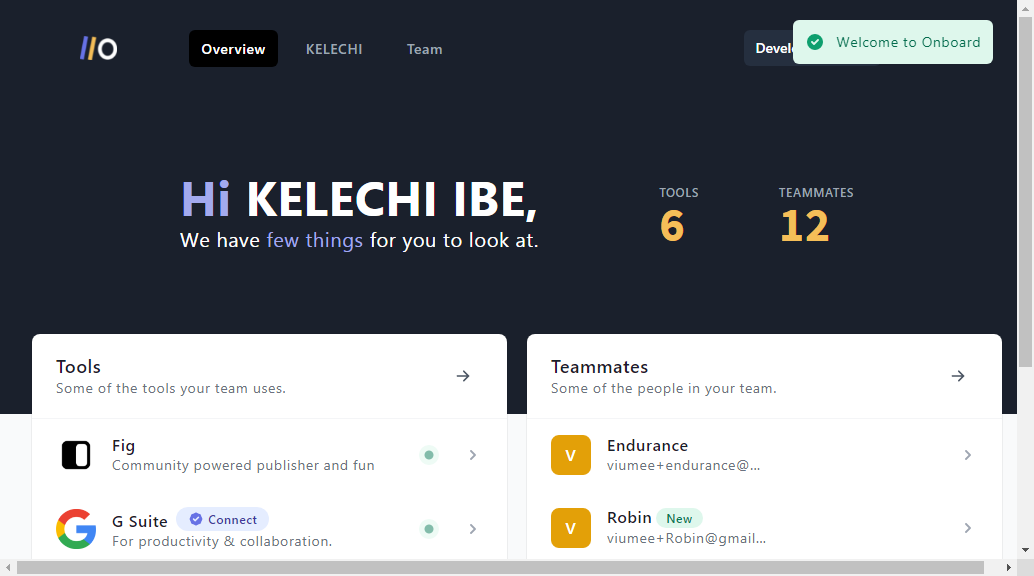 //O
Overview
KELECHI
Team
Welcome to Onboard
Hi KELECHI IBE,
We have few things for you to look at.
TOOLS
6
TEAMMATES
12
Tools
Some of the tools your team uses.
Fig
Community powered publisher and fun
G Suite
Connect
For productivity & collaboration.
Teammates
Some of the people in your team.
V
Endurance
viumee+endurance@...
V
Robin
New
viumee+Robin@gmail...